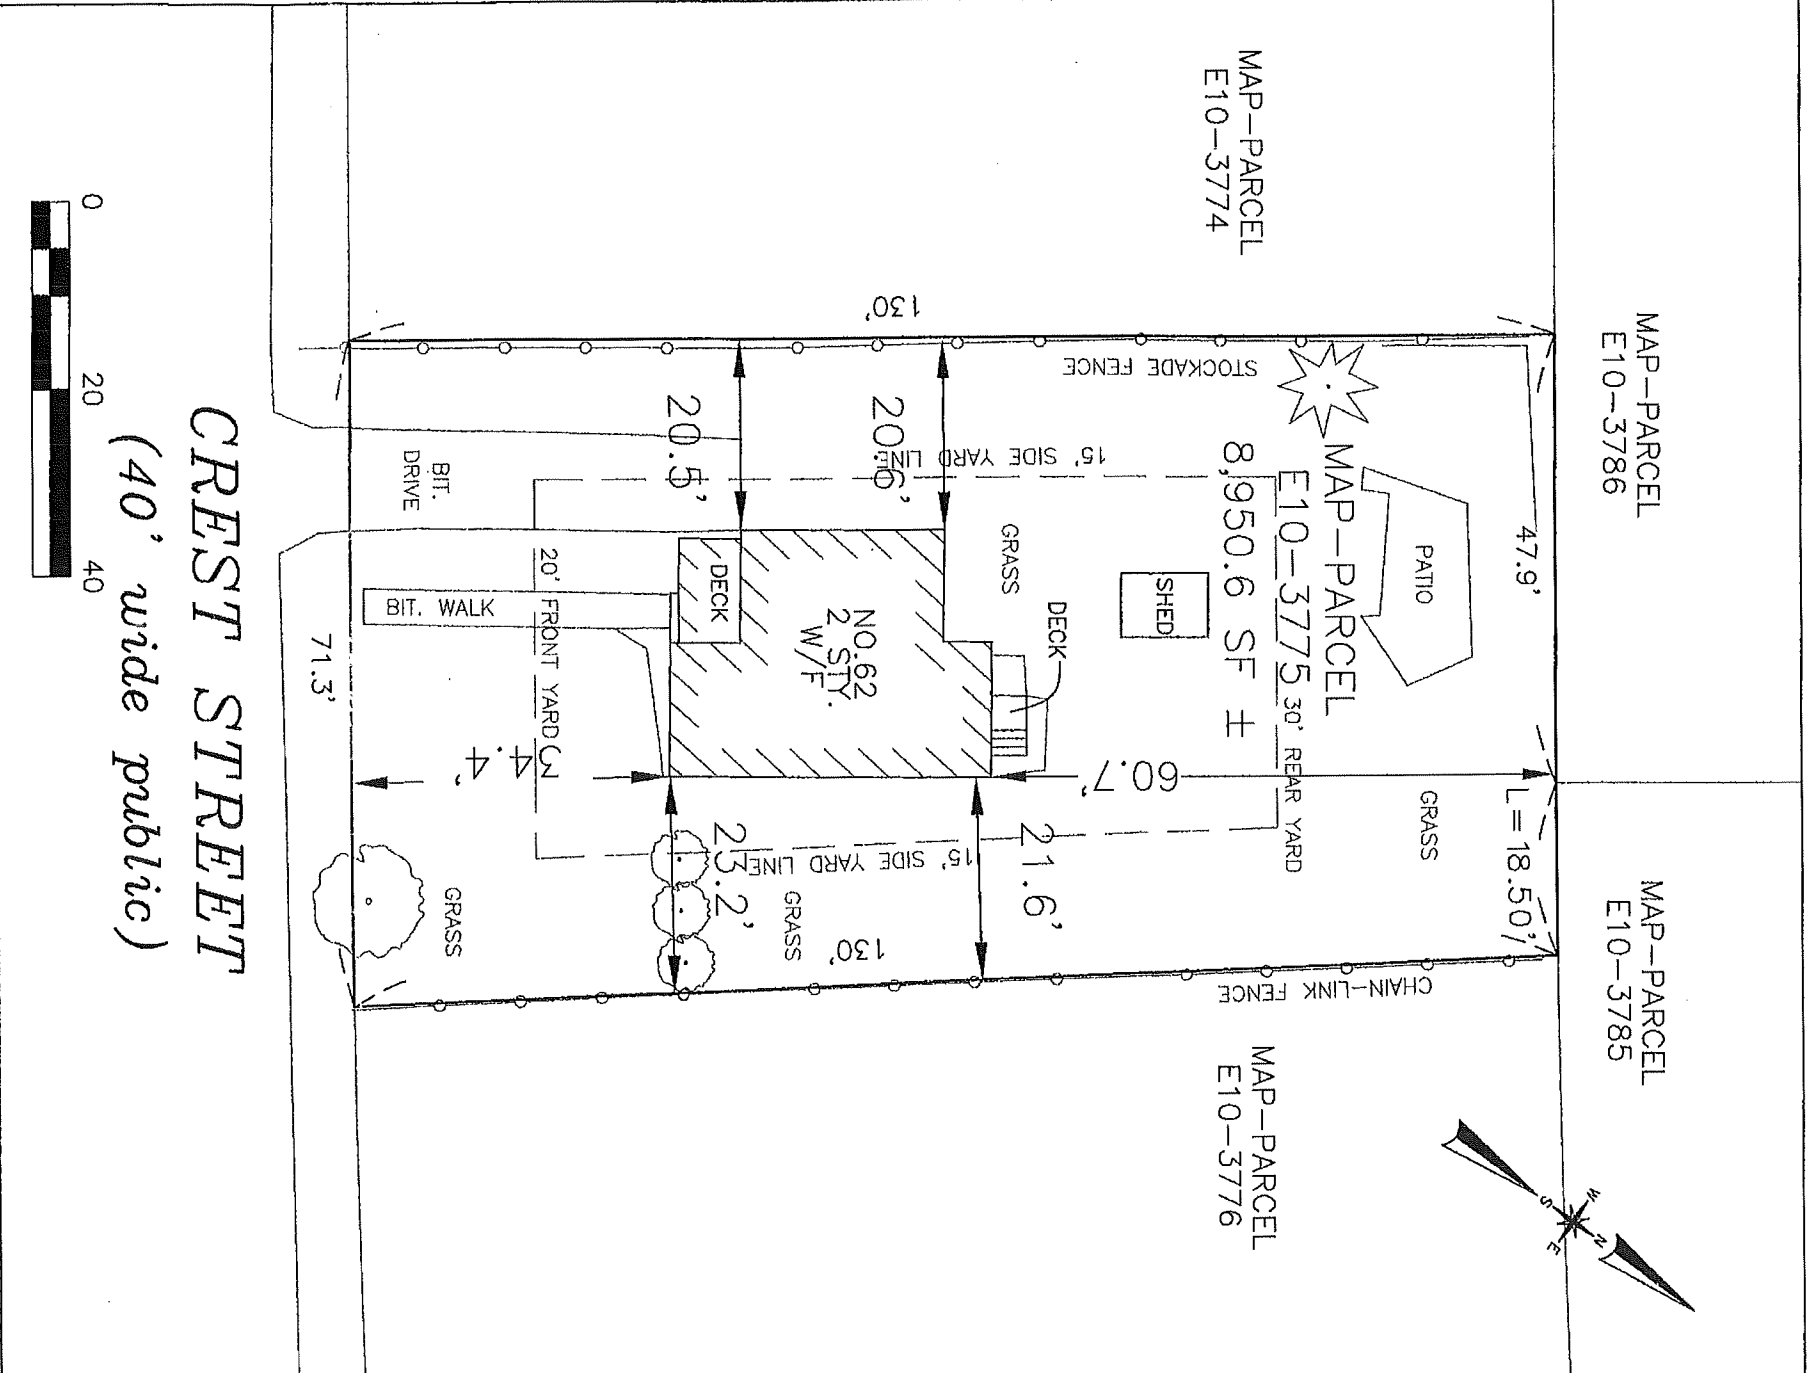 MAP-PARCEL
E10-3786
MAP-PARCEL
E10-3785
47.9'
L=18.50'
PATIO
GRASS
MAP-PARCEL
E10-3775
8,950.6 SF ±
30' REAR YARD
MAP-PARCEL
E10-3774
STOCKADE FENCE
130'
15' SIDE YARD LINE
SHED
GRASS
DECK
60.7'
CHAIN-LINK FENCE
MAP-PARCEL
E10-3776
20.6'
20.5'
NO.62
2 STY.
W/F
21.6'
23.2'
15' SIDE YARD LINE
GRASS
130'
DECK
34.4'
20' FRONT YARD
BIT.
DRIVE
BIT. WALK
GRASS
71.3'
CREST STREET
(40' wide public)
0
20
40
N
S
E
W